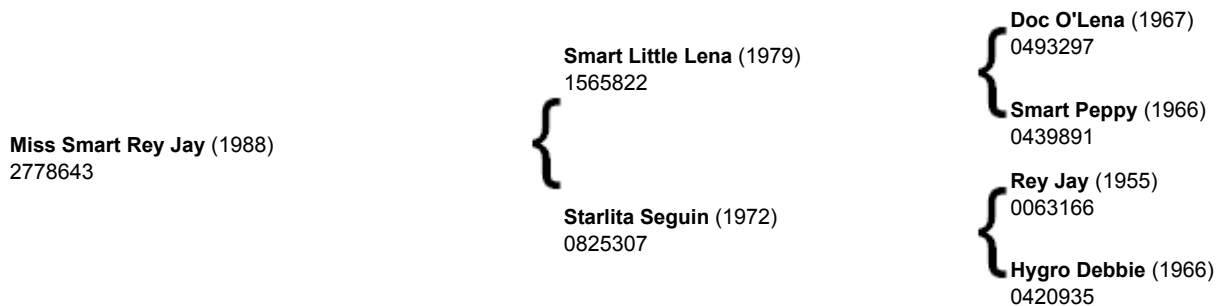 Doc O'Lena (1967)
0493297
Smart Little Lena (1979)
1565822
Smart Peppy (1966)
0439891
Miss Smart Rey Jay (1988)
2778643
Rey Jay (1955)
0063166
Starlita Seguin (1972)
0825307
Hygro Debbie (1966)
0420935